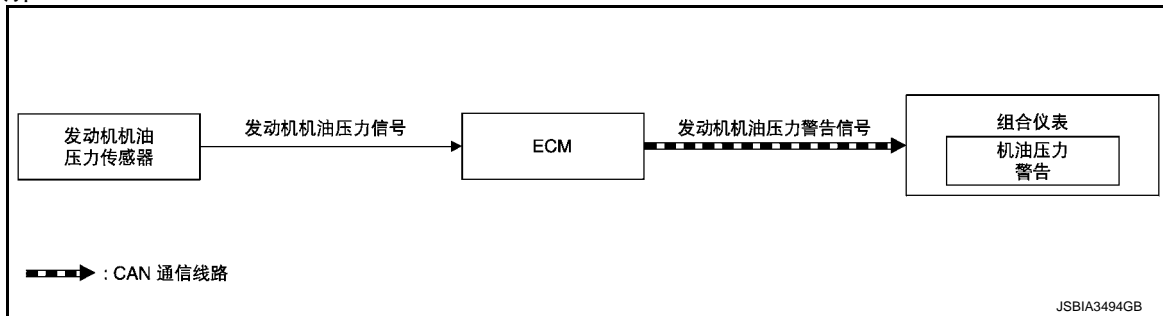 发动机机油
压力传感器
发动机机油压力信号
ECM
发动机机油压力警告信号
组合仪表
机油压力
警告
: CAN 通信线路
JSBIA3494GB